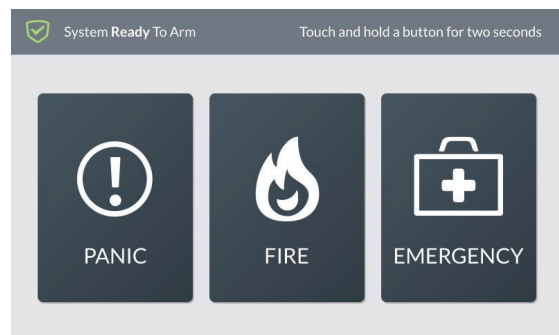 System Ready To Arm
Touch and hold a button for two seconds
PANIC
FIRE
EMERGENCY